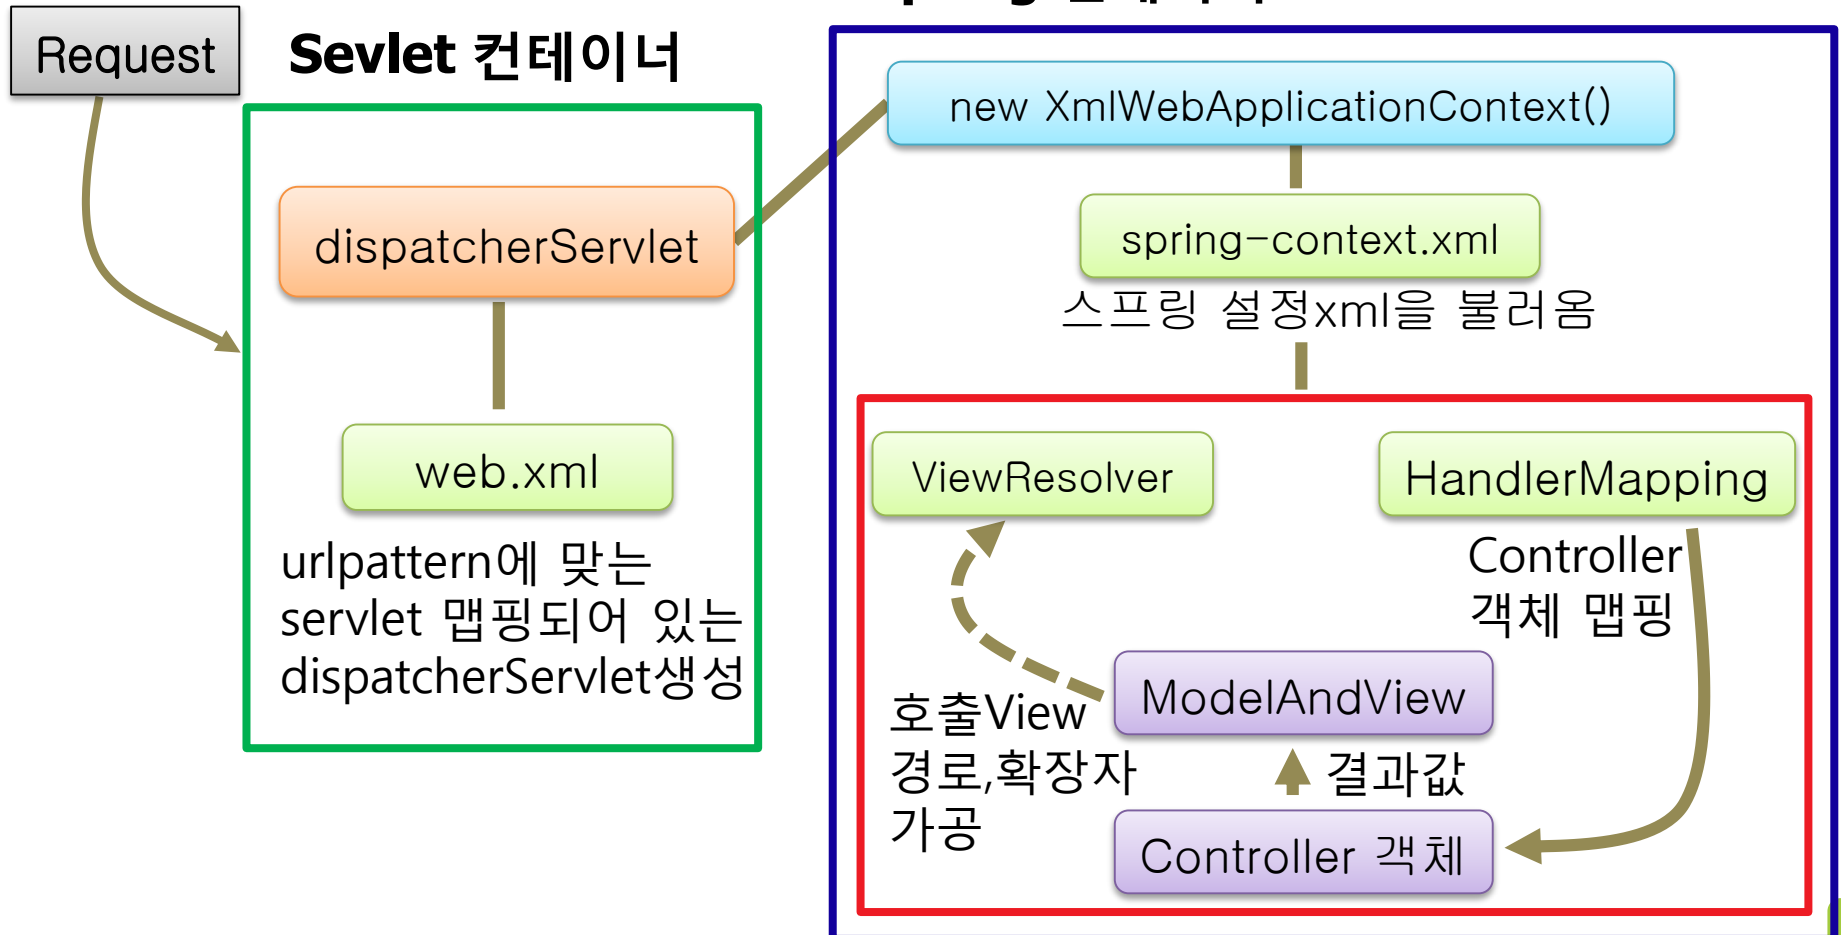 Request
Sevlet 컨테이너
new XmlWebApplicationContext()
dispatcherServlet
spring-context.xml
스프링 설정xml을 불러옴
web.xml
urlpattern에 맞는
servlet 맵핑되어 있는
dispatcherServlet생성
ViewResolver
HandlerMapping
Controller
객체 맵핑
ModelAndView
호출View
경로,확장자
가공
결과값
Controller 객체